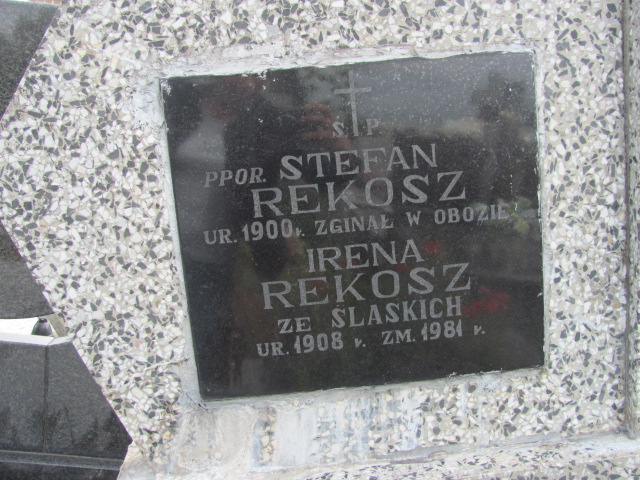 Ś P
PPOR. STEFAN
REKOSZ
UR. 1900 r. ZGINAŁ W OBOZIE
IRENA
REKOSZ
ZE ŚLASKICH
UR. 1908 r. ZM. 1981 r.